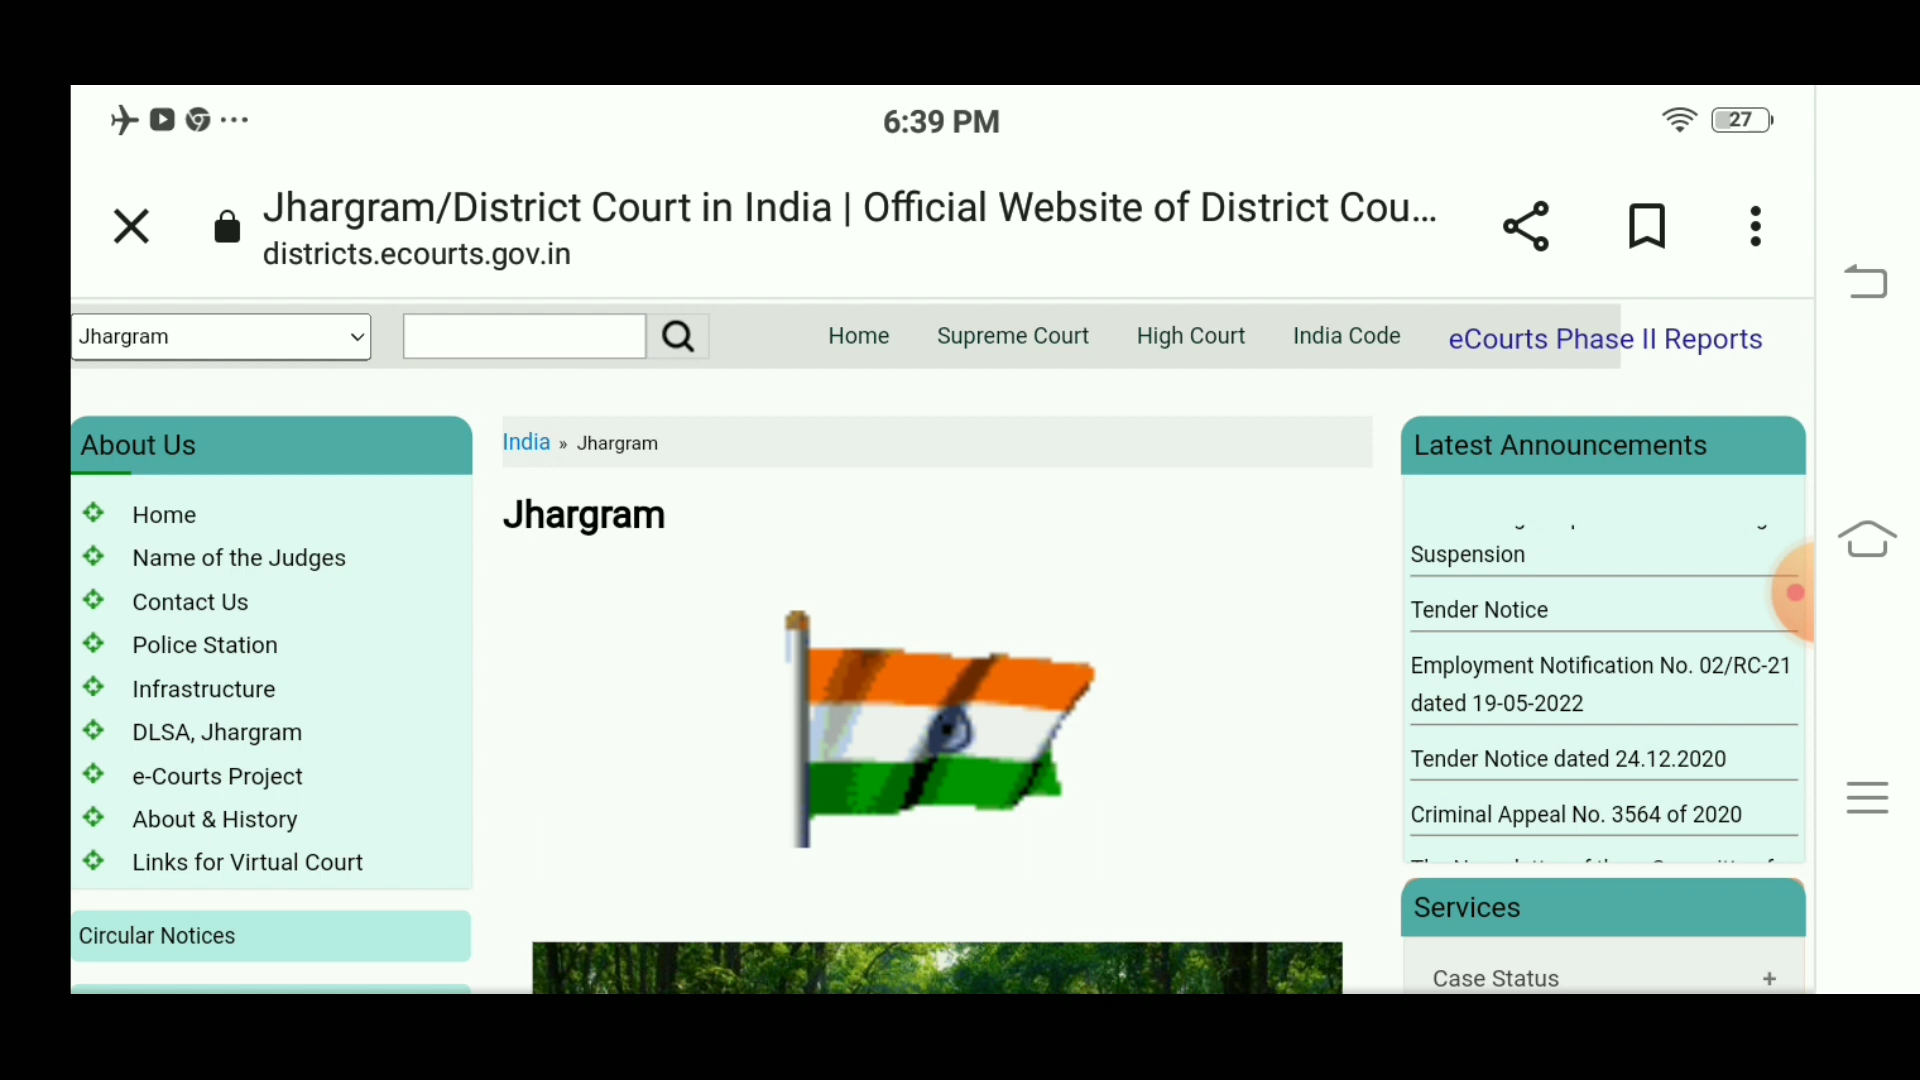 6:39 PM
27
Jhargram/District Court in India | Official Website of District Cou...
districts.ecourts.gov.in
Jhargram
Home
Supreme Court
High Court
India Code
eCourts Phase II Reports
About Us
Home
Name of the Judges
Contact Us
Police Station
Infrastructure
DLSA, Jhargram
e-Courts Project
About & History
Links for Virtual Court
Circular Notices
India » Jhargram
Jhargram
Latest Announcements
Suspension
Tender Notice
Employment Notification No. 02/RC-21
dated 19-05-2022
Tender Notice dated 24.12.2020
Criminal Appeal No. 3564 of 2020
Services
Case Status +